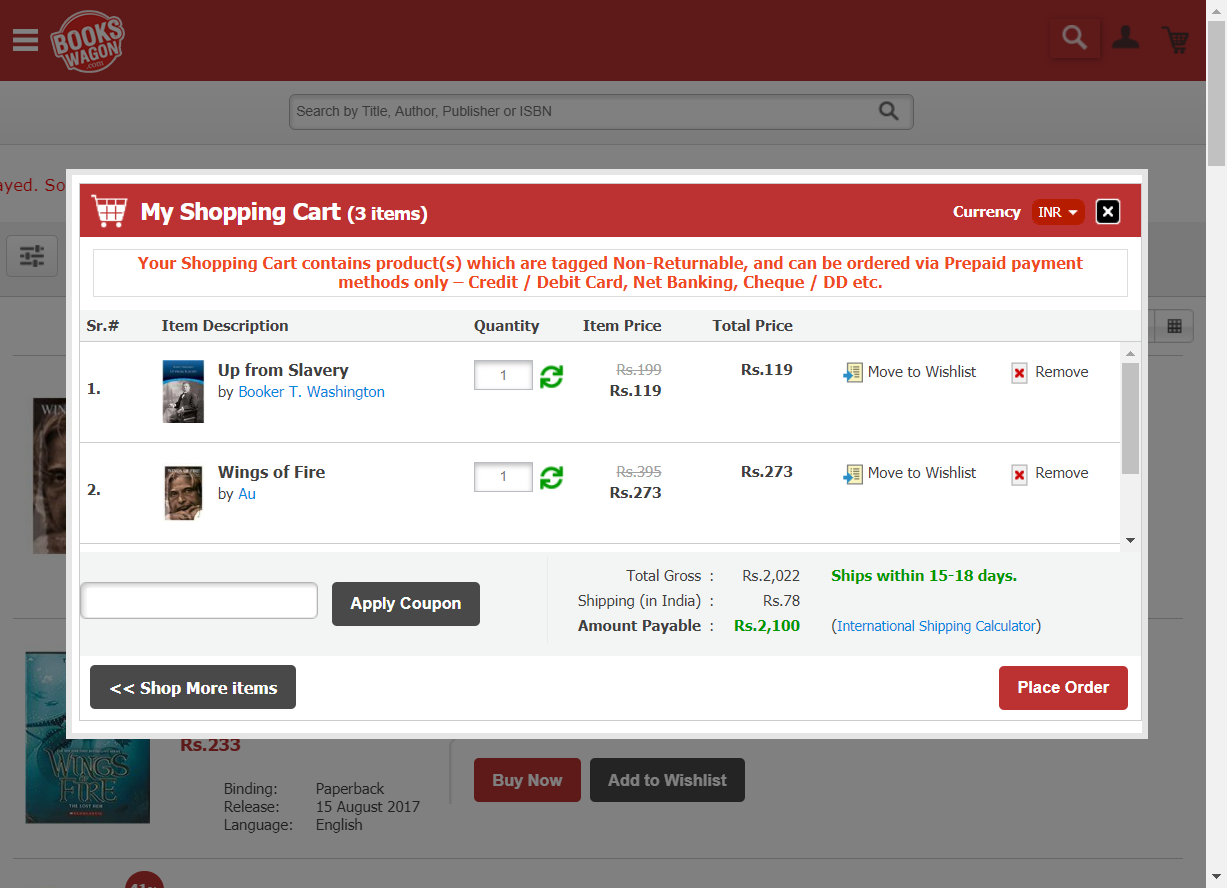 BOOKS
WAGON
.com
Search by Title, Author, Publisher or ISBN
ayed. So
My Shopping Cart (3 items)
Currency INR
Your Shopping Cart contains product(s) which are tagged Non-Returnable, and can be ordered via Prepaid payment
methods only – Credit / Debit Card, Net Banking, Cheque / DD etc.
Sr.# Item Description Quantity Item Price Total Price
1. Up from Slavery
by Booker T. Washington
1 Rs.199 Rs.119 Move to Wishlist Remove
Rs.119
2. Wings of Fire
by Au
1 Rs.395 Rs.273 Move to Wishlist Remove
Rs.273
WINGS OF FIRE
Total Gross : Rs.2,022 Ships within 15-18 days.
Shipping (in India) : Rs.78
Amount Payable : Rs.2,100 (International Shipping Calculator)
Apply Coupon
<< Shop More items
Place Order
Rs.233
WINGS
OF
FIRE
THE LOST HEIR
Buy Now Add to Wishlist
Binding: Paperback
Release: 15 August 2017
Language: English